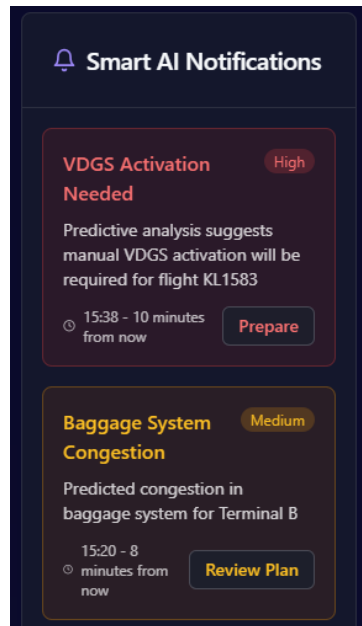 Smart AI Notifications
VDGS Activation
Needed
High
Predictive analysis suggests
manual VDGS activation will be
required for flight KL1583
15:38 - 10 minutes
from now
Prepare
Baggage System
Congestion
Medium
Predicted congestion in
baggage system for Terminal B
15:20 - 8
minutes from
now
Review Plan